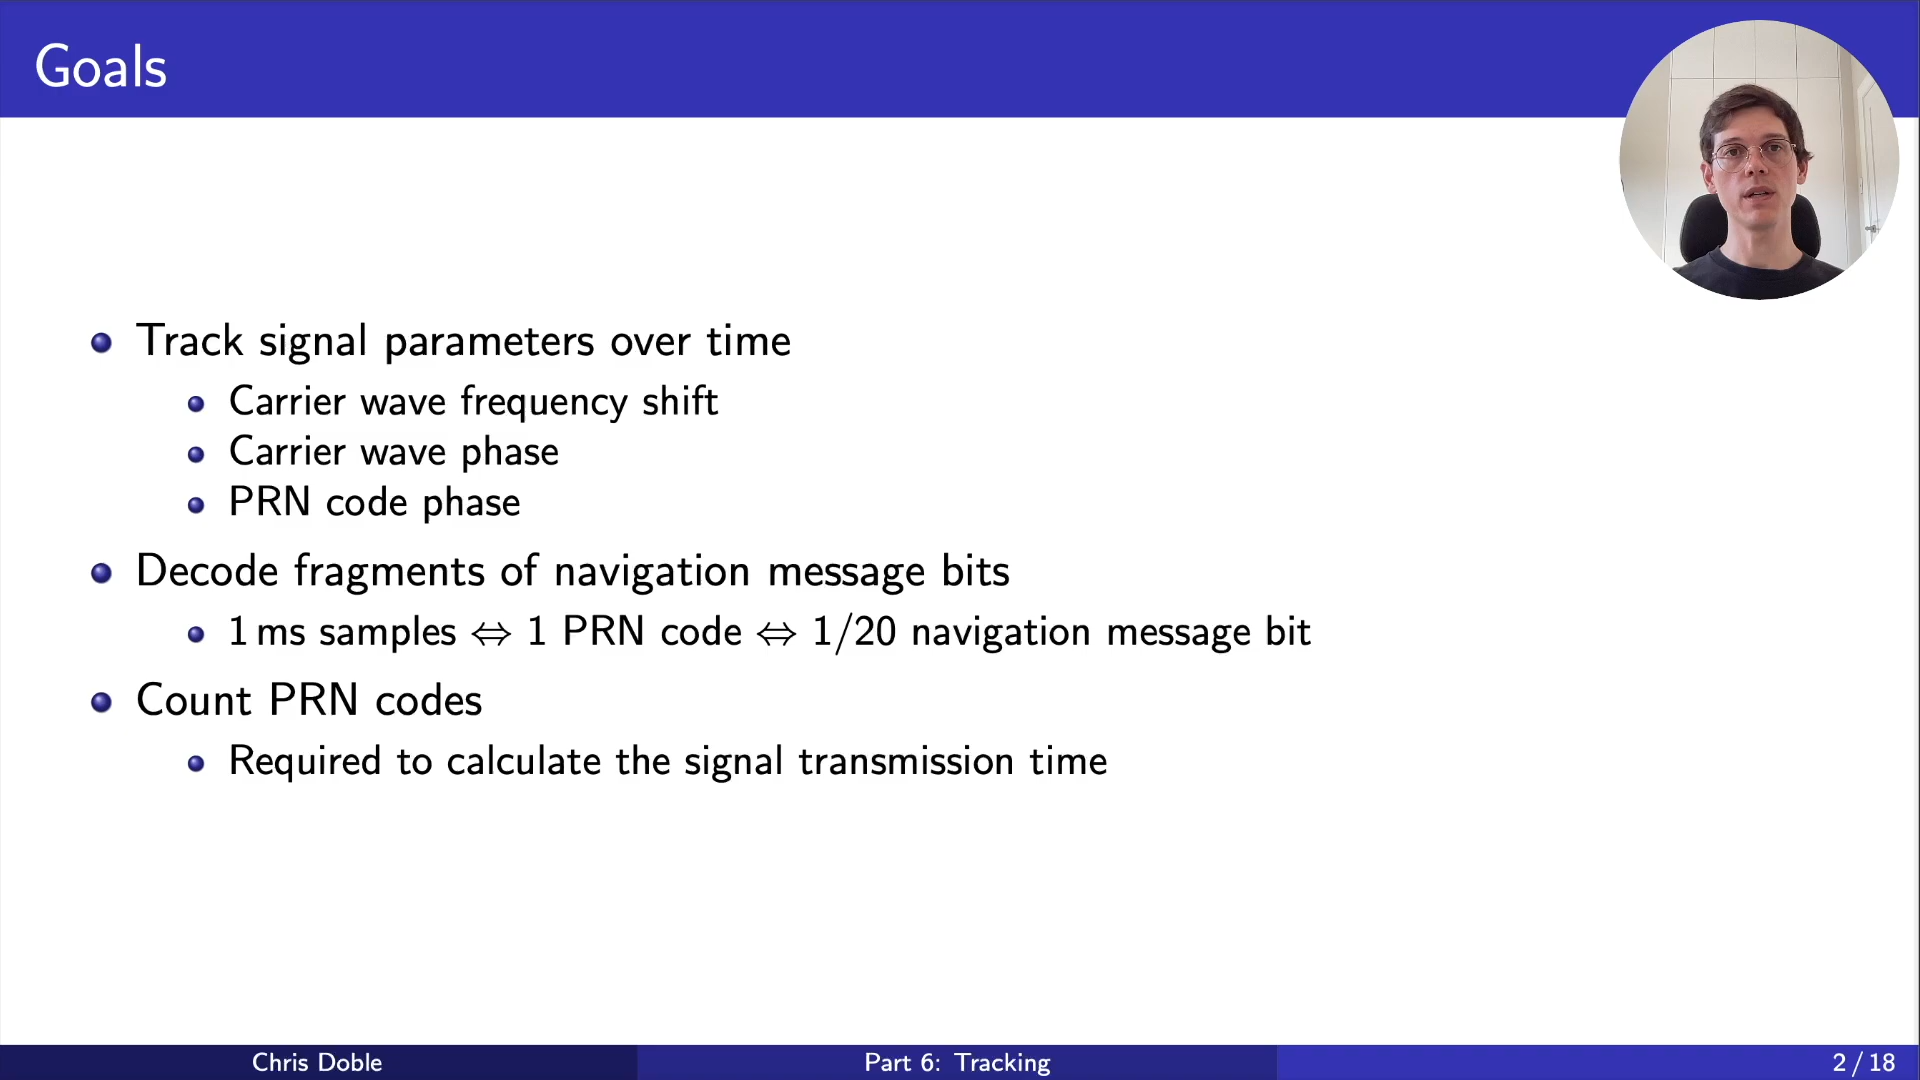 Goals
Track signal parameters over time
Carrier wave frequency shift
Carrier wave phase
PRN code phase
Decode fragments of navigation message bits
1 ms samples ⇔ 1 PRN code ⇔ 1/20 navigation message bit
Count PRN codes
Required to calculate the signal transmission time
Chris Doble
Part 6: Tracking
2 / 18